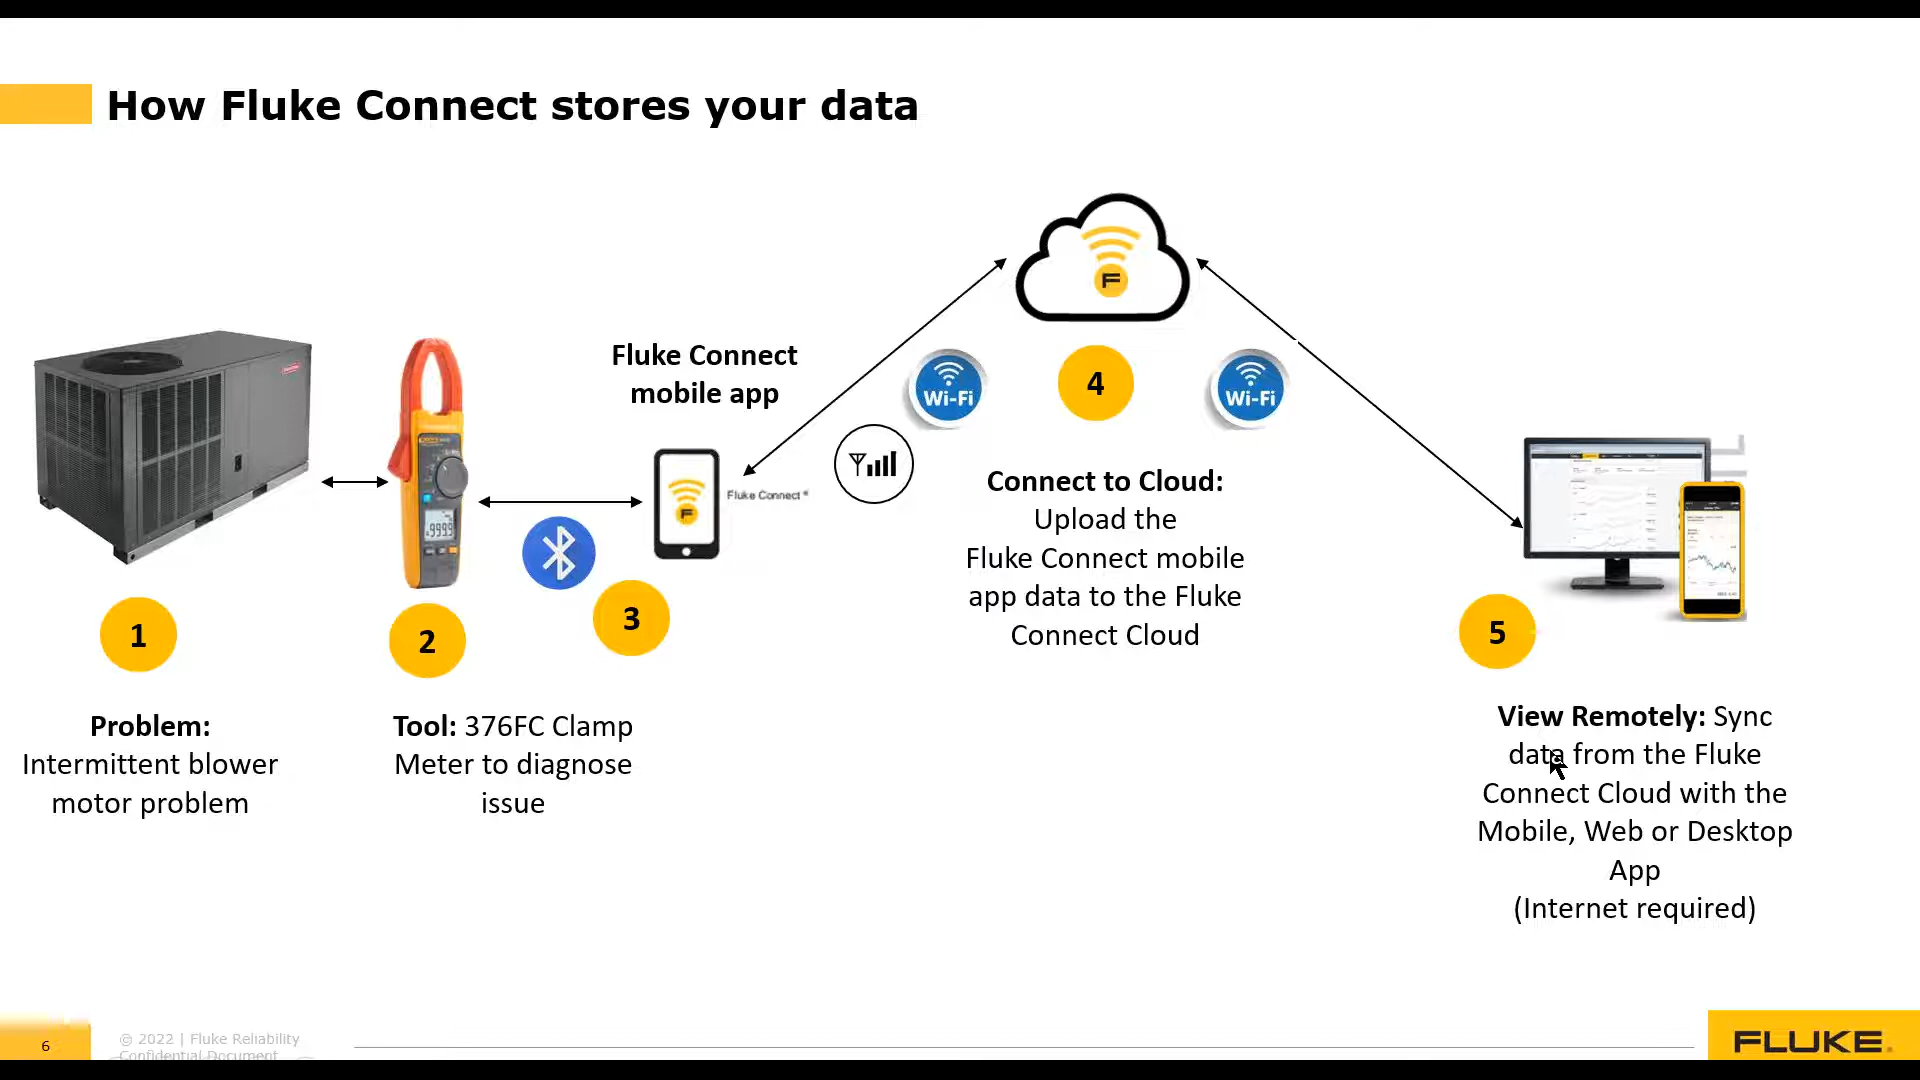 How Fluke Connect stores your data
Fluke Connect
mobile app
Fluke Connect®
Wi-Fi
Wi-Fi
F
F
1
2
3
4
5
Problem:
Intermittent blower
motor problem
Tool: 376FC Clamp
Meter to diagnose
issue
Connect to Cloud:
Upload the
Fluke Connect mobile
app data to the Fluke
Connect Cloud
View Remotely: Sync
data from the Fluke
Connect Cloud with the
Mobile, Web or Desktop
App
(Internet required)
6
© 2022 | Fluke Reliability
Confidential Document
FLUKE®